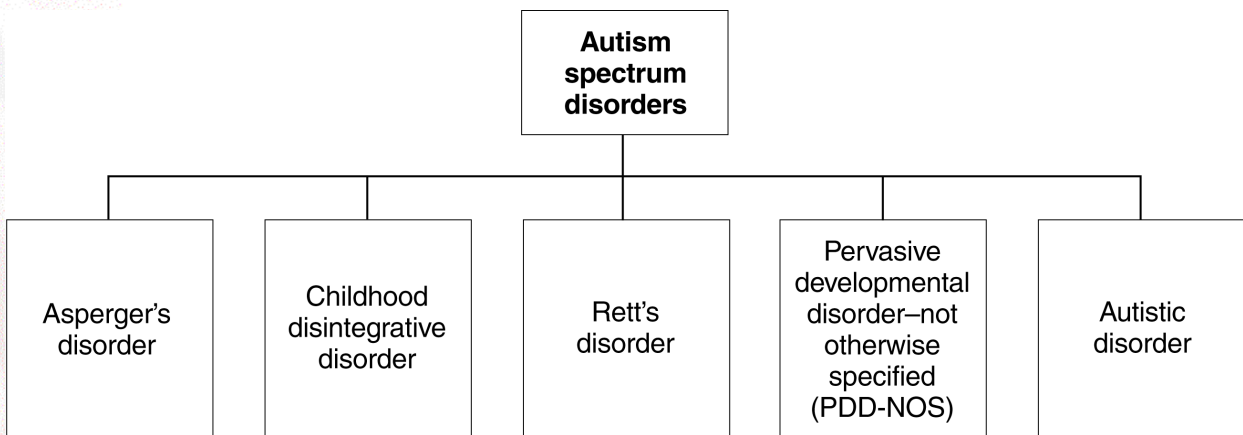 Autism
spectrum
disorders
Asperger’s
disorder
Childhood
disintegrative
disorder
Rett’s
disorder
Pervasive
developmental
disorder–not
otherwise
specified
(PDD-NOS)
Autistic
disorder